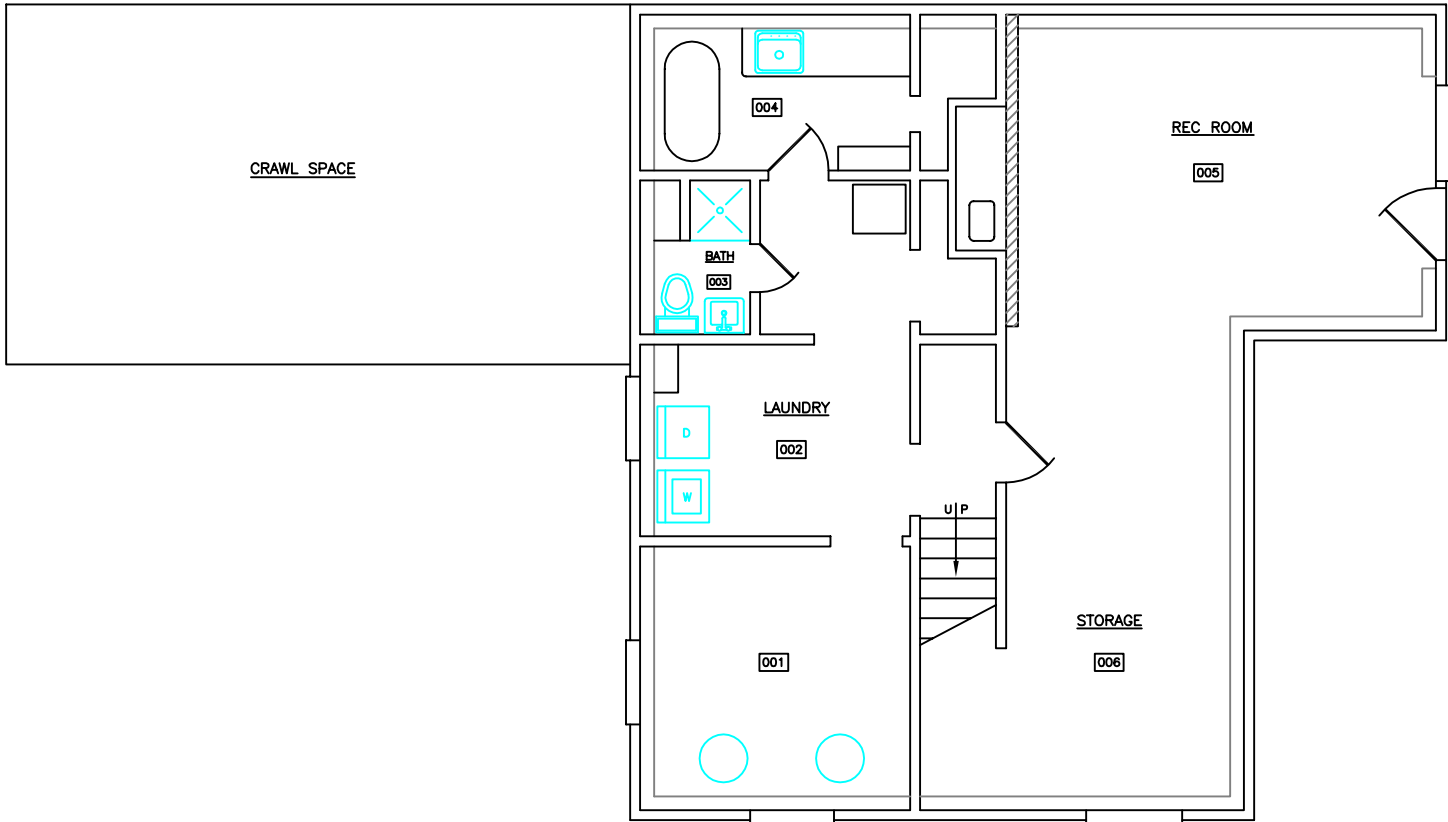 004
REC ROOM
005
CRAWL SPACE
BATH
003
LAUNDRY
002
D
W
UP
STORAGE
006
001